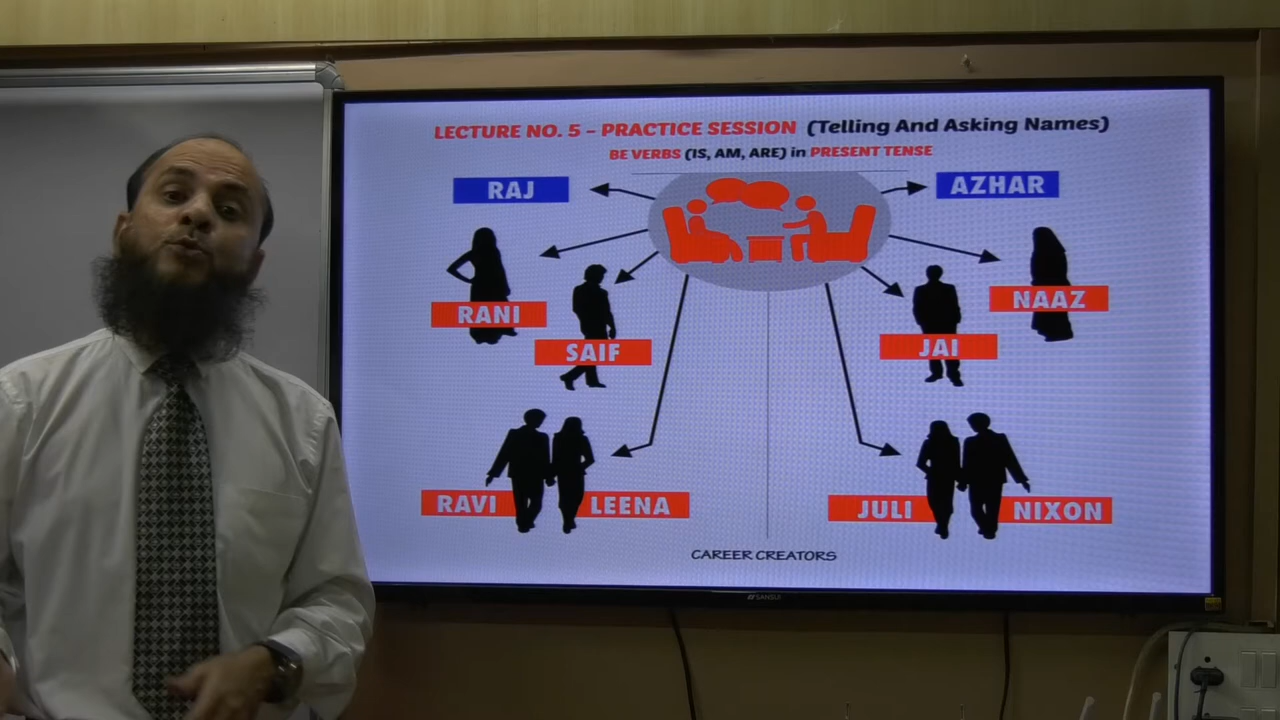 LECTURE NO. 5 - PRACTICE SESSION (Telling And Asking Names)
BE VERBS (IS, AM, ARE) in PRESENT TENSE
RAJ
AZHAR
RANI
NAAZ
SAIF
JAI
RAVI
LEENA
JULI
NIXON
CAREER CREATORS
SANSUI